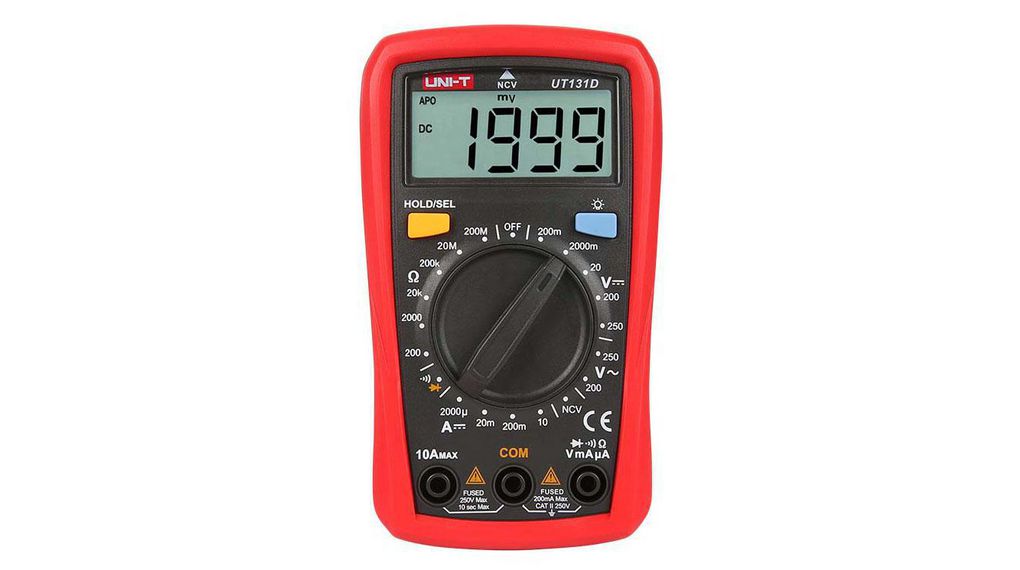 UNI-T NCV UT131D
APO mV
DC 1999
HOLD/SEL
OFF
200m
2000m
20
V
200
250
250
V~
200
NCV
10
200m
20m
2000µ
A
200
2000
20k
Ω
200k
20M
200M
CE
10AMAX
COM
Ω
VmAµA
FUSED
250V Max
10 sec Max
FUSED
200mA Max
CAT II 250V